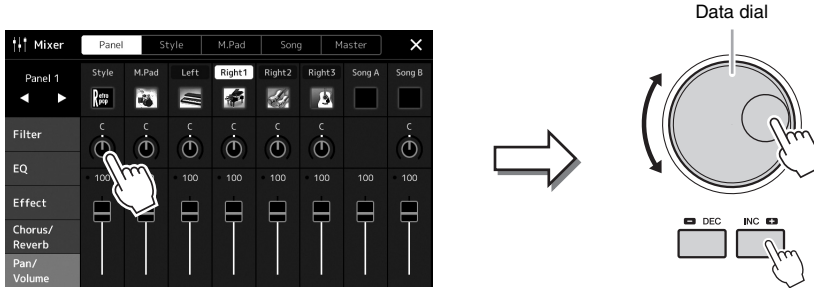 Data dial
Mixer Panel Style M.Pad Song Master
Panel 1
Style M.Pad Left Right1 Right2 Right3 Song A Song B
Retro pop
Filter
C C C C C C C
EQ
100 100 100 100 100 100 100
Effect
Chorus/
Reverb
Pan/
Volume
DEC INC